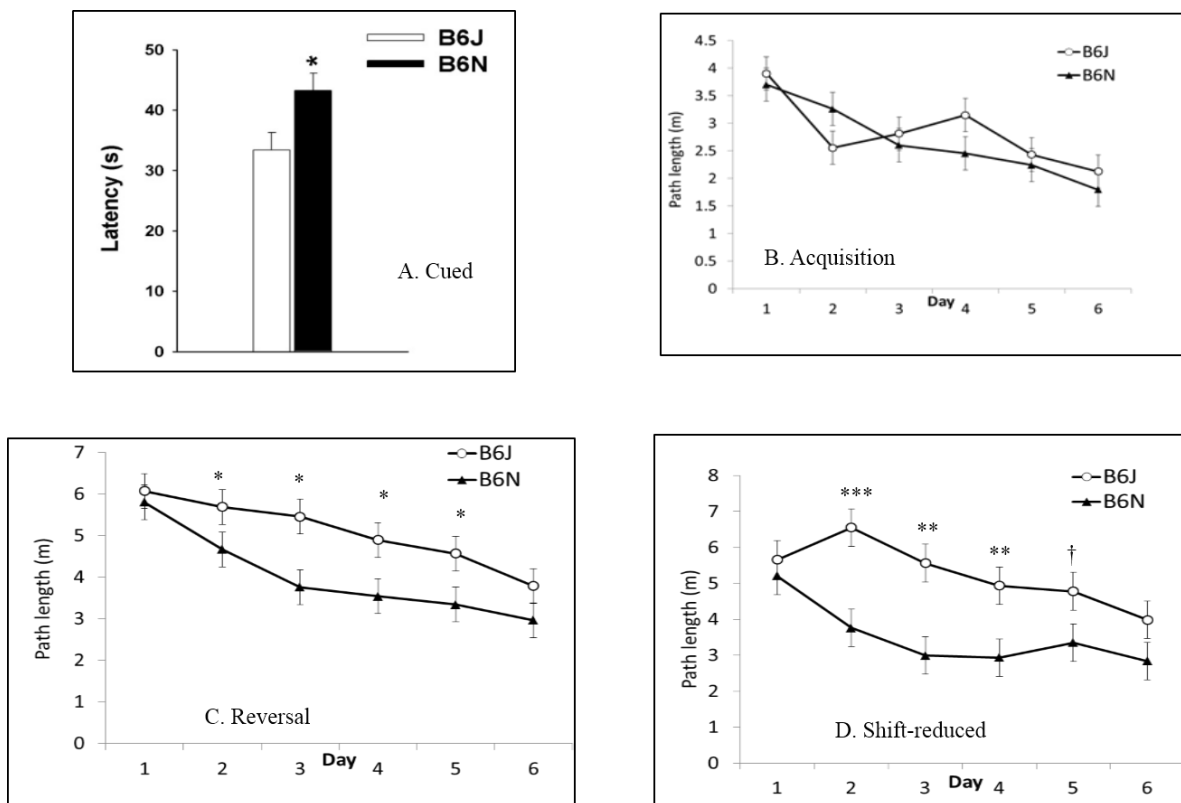 B6J
B6N
*
50
40
30
20
10
0
Latency (s)
A. Cued
4.5
4
3.5
3
2.5
2
1.5
1
0.5
0
Path length (m)
B6J
B6N
B. Acquisition
1 2 3 4 5 6
Day
7
6
5
4
3
2
1
0
Path length (m)
B6J
B6N
* * * *
C. Reversal
1 2 3 4 5 6
Day
8
7
6
5
4
3
2
1
0
Path length (m)
B6J
B6N
*** ** ** †
D. Shift-reduced
1 2 3 4 5 6
Day